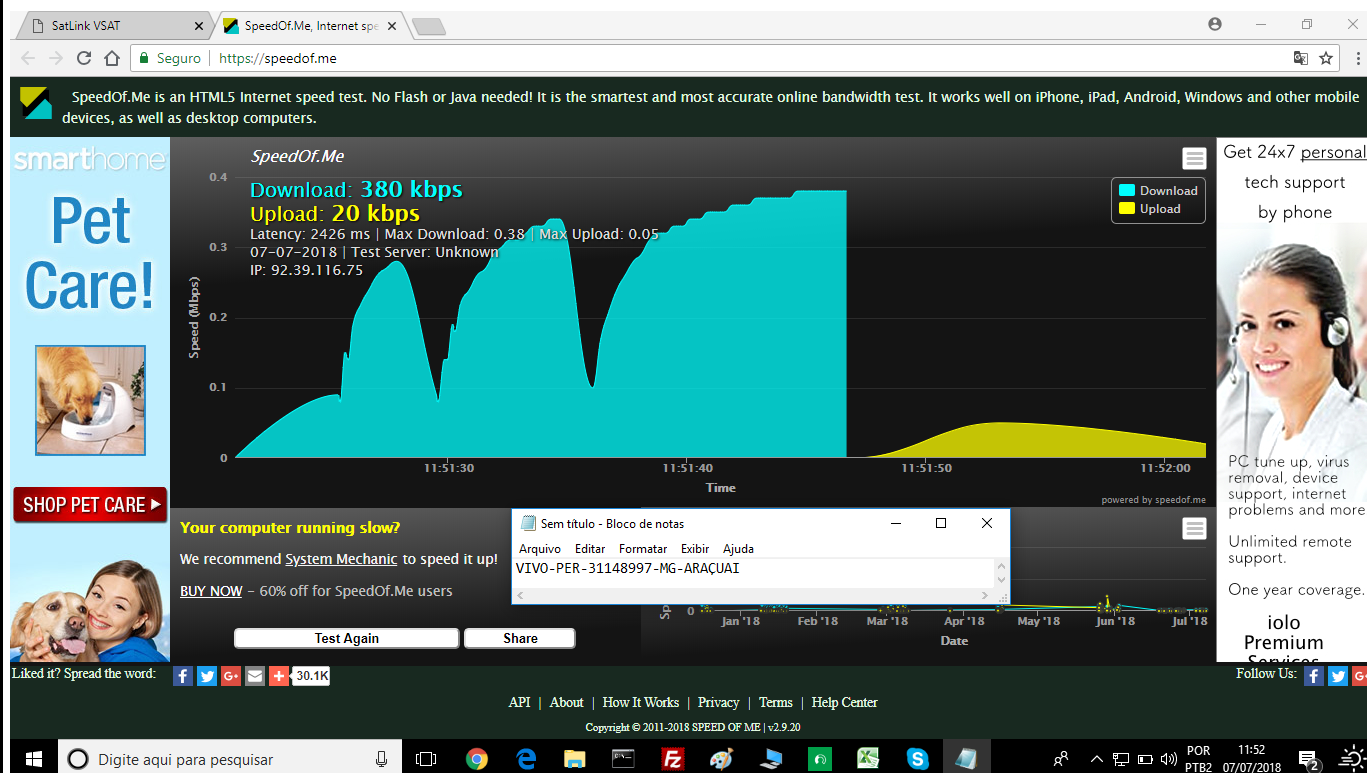 SatLink VSAT
SpeedOf.Me, Internet spe
Seguro
https://speedof.me
SpeedOf.Me is an HTML5 Internet speed test. No Flash or Java needed! It is the smartest and most accurate online bandwidth test. It works well on iPhone, iPad, Android, Windows and other mobile
devices, as well as desktop computers.
smarthome
Pet
Care!
SHOP PET CARE
SpeedOf.Me
Download: 380 kbps
Upload: 20 kbps
Latency: 2426 ms | Max Download: 0.38 | Max Upload: 0.05
07-07-2018 | Test Server: Unknown
IP: 92.39.116.75
Download
Upload
Speed (Mbps)
0.4
0.3
0.2
0.1
0
11:51:30
11:51:40
11:51:50
11:52:00
Time
powered by speedof.me
Get 24x7 personal
tech support
by phone
PC tune up, virus
removal, device
support, internet
problems and more
Unlimited remote
support.
One year coverage.
iolo
Premium
Services
Your computer running slow?
We recommend System Mechanic to speed it up!
BUY NOW – 60% off for SpeedOf.Me users
Test Again
Share
Sem título - Bloco de notas
Arquivo Editar Formatar Exibir Ajuda
VIVO-PER-31148997-MG-ARAÇUAI
0
Jan '18
Feb '18
Mar '18
Apr '18
May '18
Jun '18
Jul '18
Date
Liked it? Spread the word:
30.1K
Follow Us:
API | About | How It Works | Privacy | Terms | Help Center
Copyright © 2011-2018 SPEED OF ME | v2.9.20
Digite aqui para pesquisar
POR
PTB2
11:52
07/07/2018
2